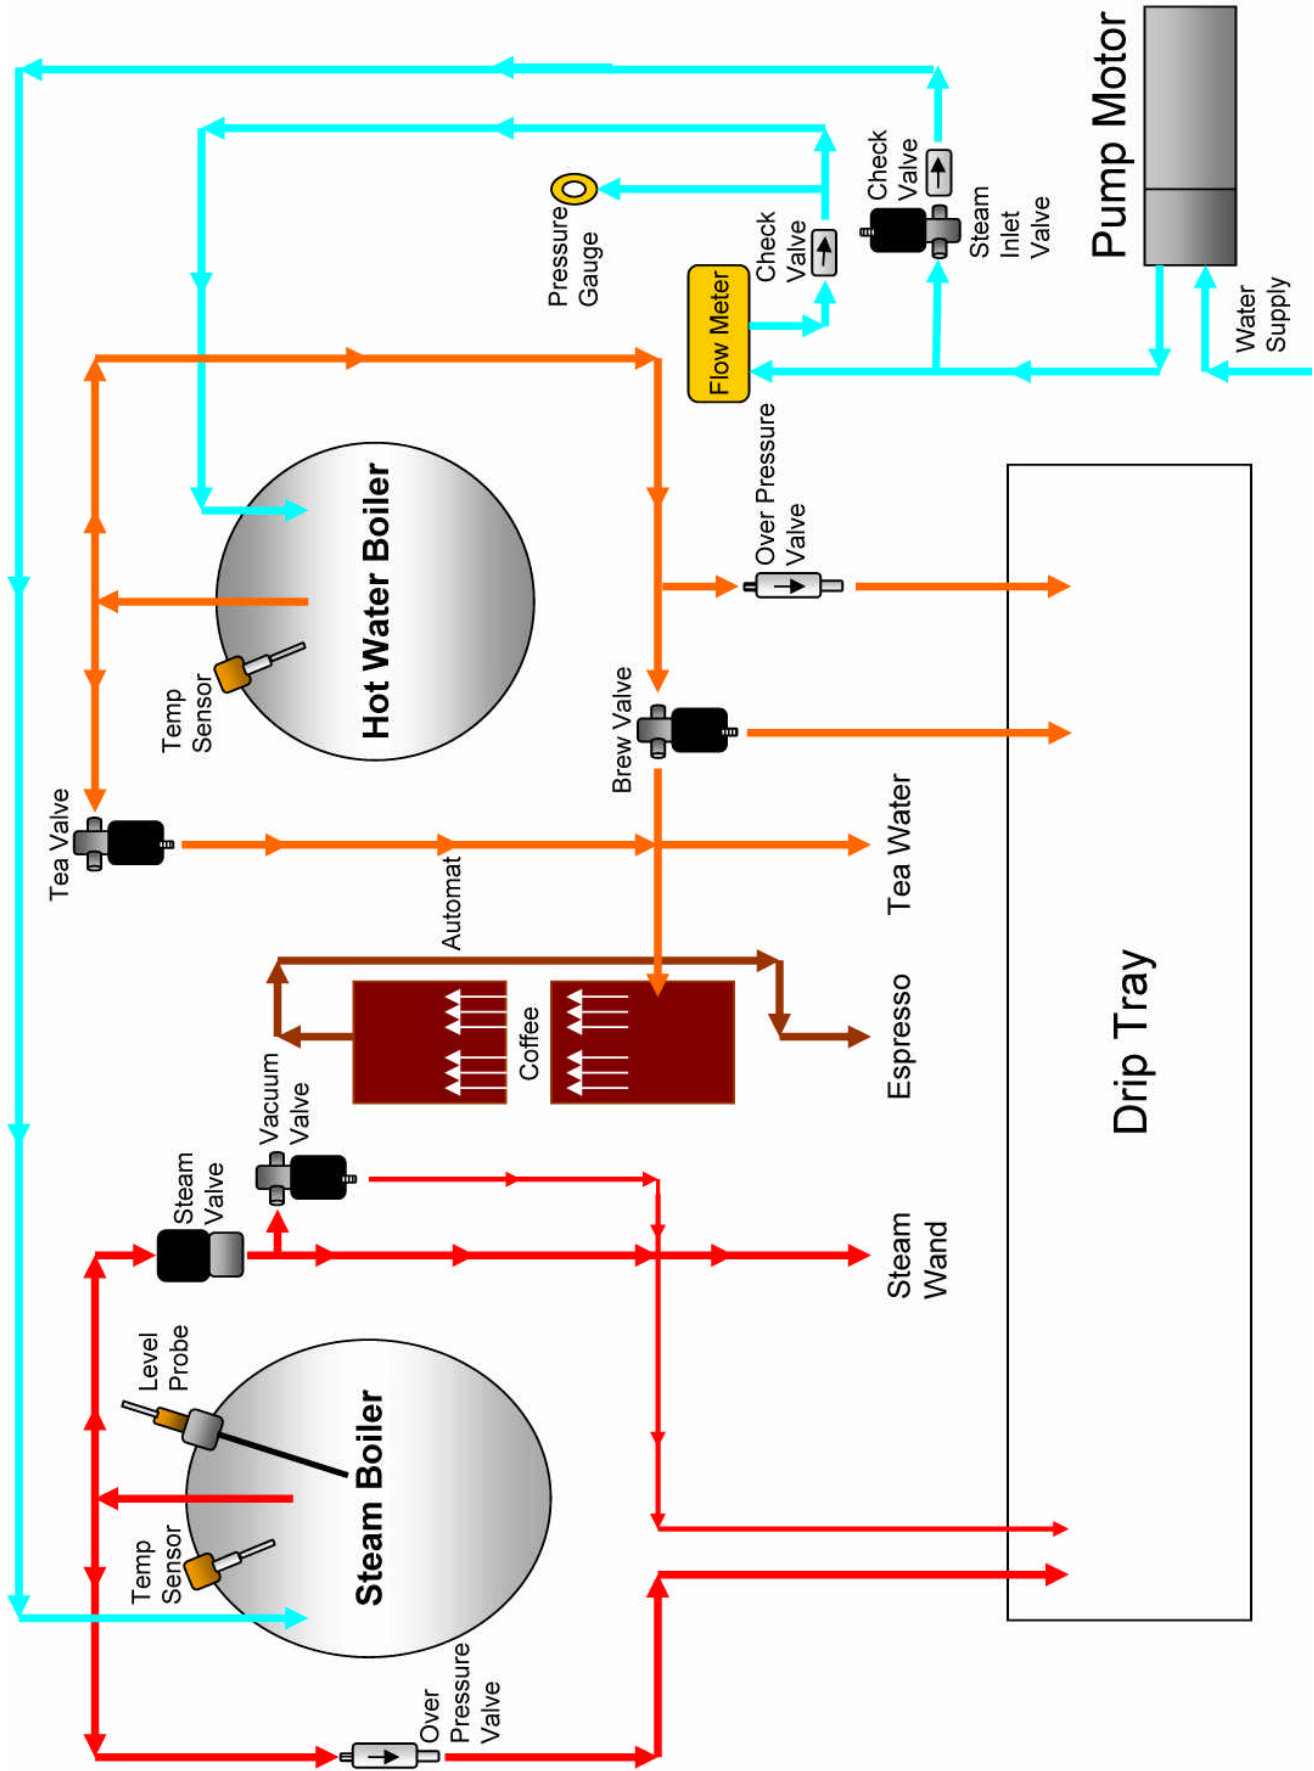 Temp
Sensor
Level
Probe
Steam
Valve
Vacuum
Valve
Tea Valve
Temp
Sensor
Over
Pressure
Valve
Steam Boiler
Coffee
Automat
Hot Water Boiler
Pressure
Gauge
Brew Valve
Over Pressure
Valve
Flow Meter
Check
Valve
Check
Valve
Steam
Wand
Espresso
Tea Water
Steam
Inlet
Valve
Drip Tray
Pump Motor
Water
Supply